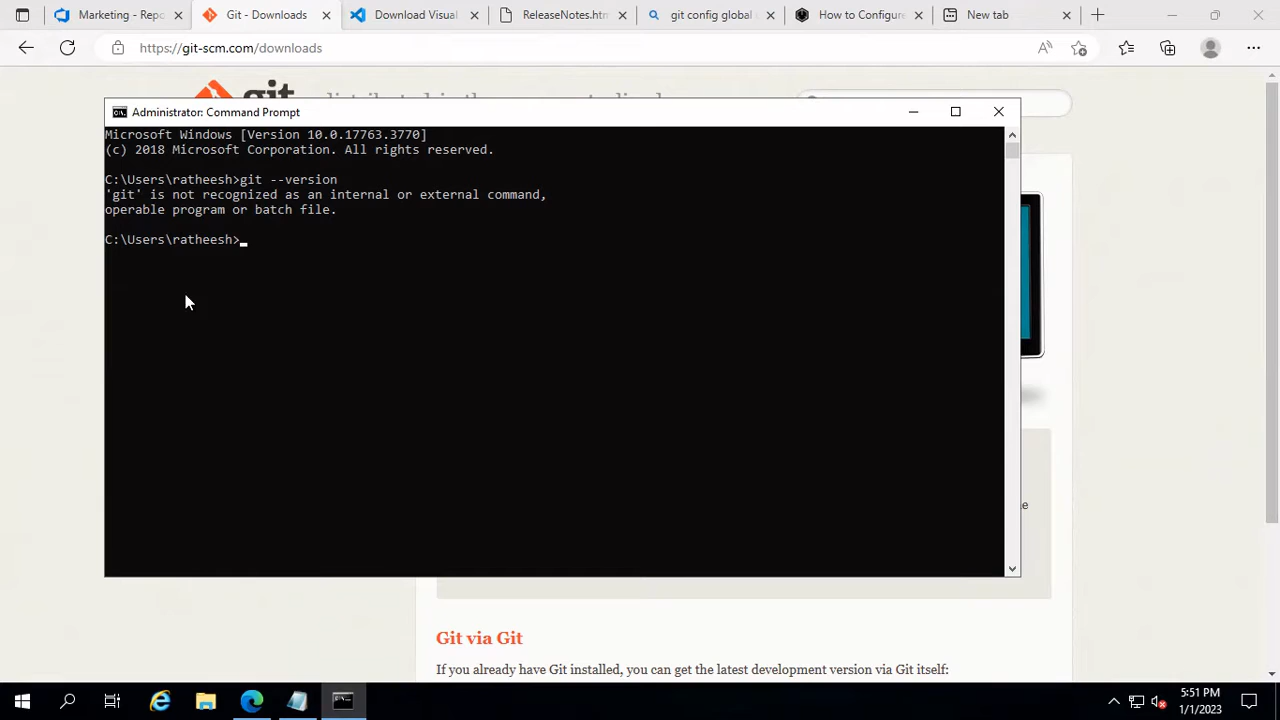 Marketing - Repo
Git - Downloads
Download Visual
ReleaseNotes.htm
git config global
How to Configure
New tab
https://git-scm.com/downloads
git
Administrator: Command Prompt
Microsoft Windows [Version 10.0.17763.3770]
(c) 2018 Microsoft Corporation. All rights reserved.
C:\Users\ratheesh>git --version
'git' is not recognized as an internal or external command,
operable program or batch file.
C:\Users\ratheesh>
Git via Git
If you already have Git installed, you can get the latest development version via Git itself:
5:51 PM
1/1/2023